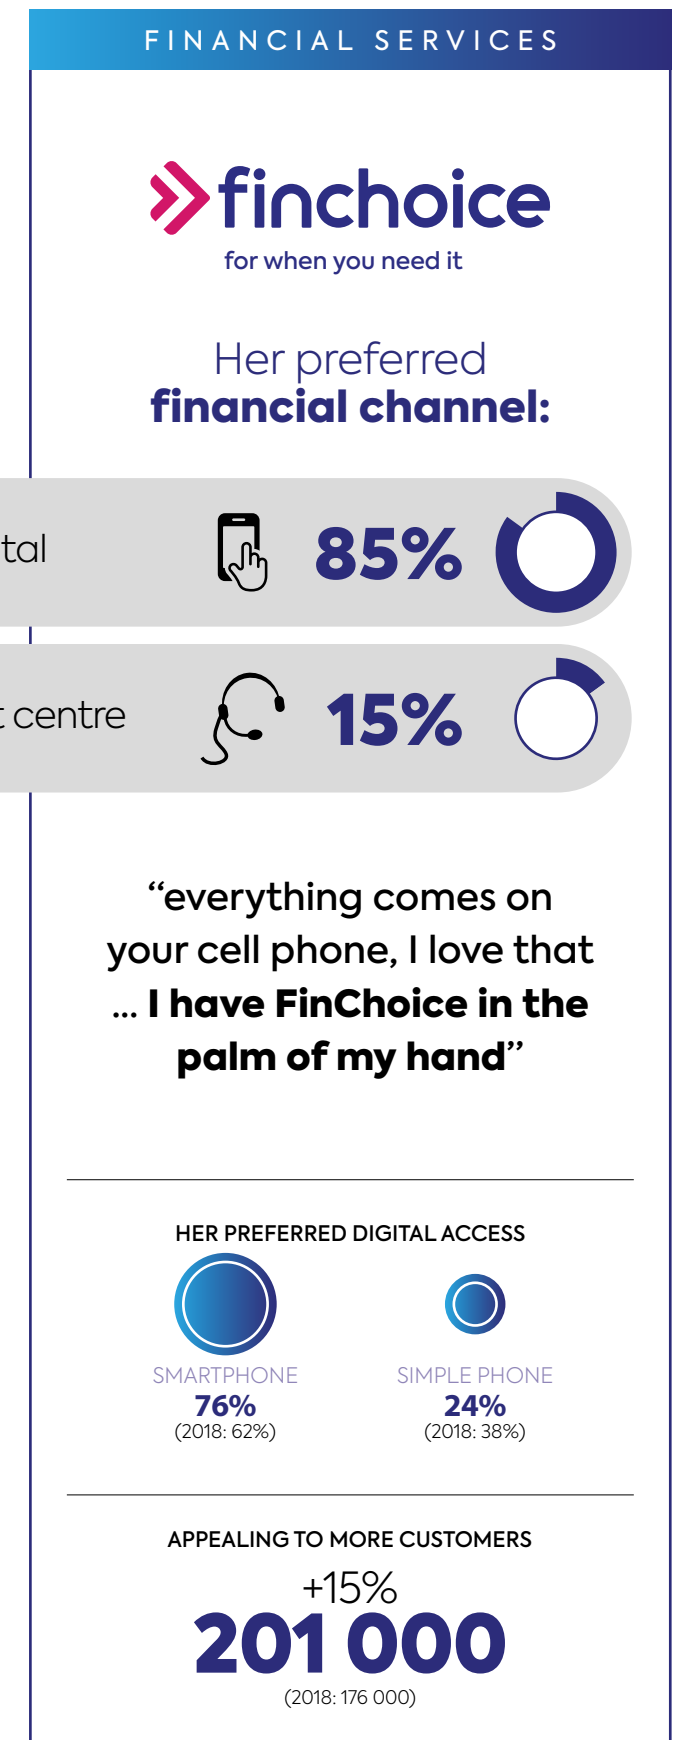 FINANCIAL SERVICES
finchoice
for when you need it
Her preferred
financial channel:
tal
85%
t centre
15%
“everything comes on
your cell phone, I love that
... I have FinChoice in the
palm of my hand”
HER PREFERRED DIGITAL ACCESS
SMARTPHONE
76%
(2018: 62%)
SIMPLE PHONE
24%
(2018: 38%)
APPEALING TO MORE CUSTOMERS
+15%
201 000
(2018: 176 000)